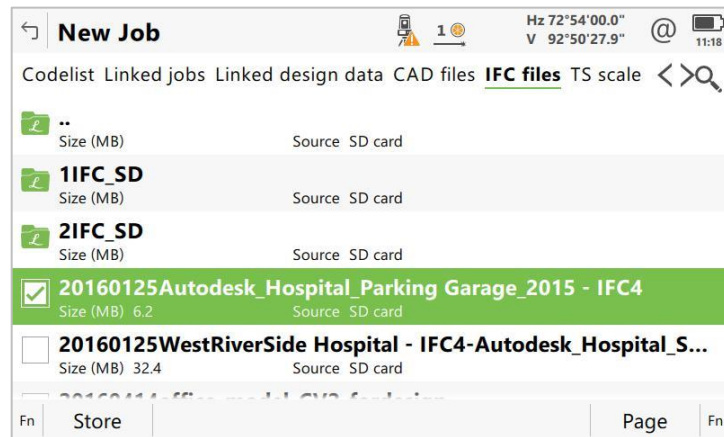 New Job
1
Hz 72°54'00.0"
V 92°50'27.9"
@
11:18
Codelist Linked jobs Linked design data CAD files IFC files TS scale < >
..
Size (MB) Source SD card
1IFC_SD
Size (MB) Source SD card
2IFC_SD
Size (MB) Source SD card
20160125Autodesk_Hospital_Parking Garage_2015 - IFC4
Size (MB) 6.2 Source SD card
20160125WestRiverSide Hospital - IFC4-Autodesk_Hospital_S...
Size (MB) 32.4 Source SD card
Fn Store Page Fn